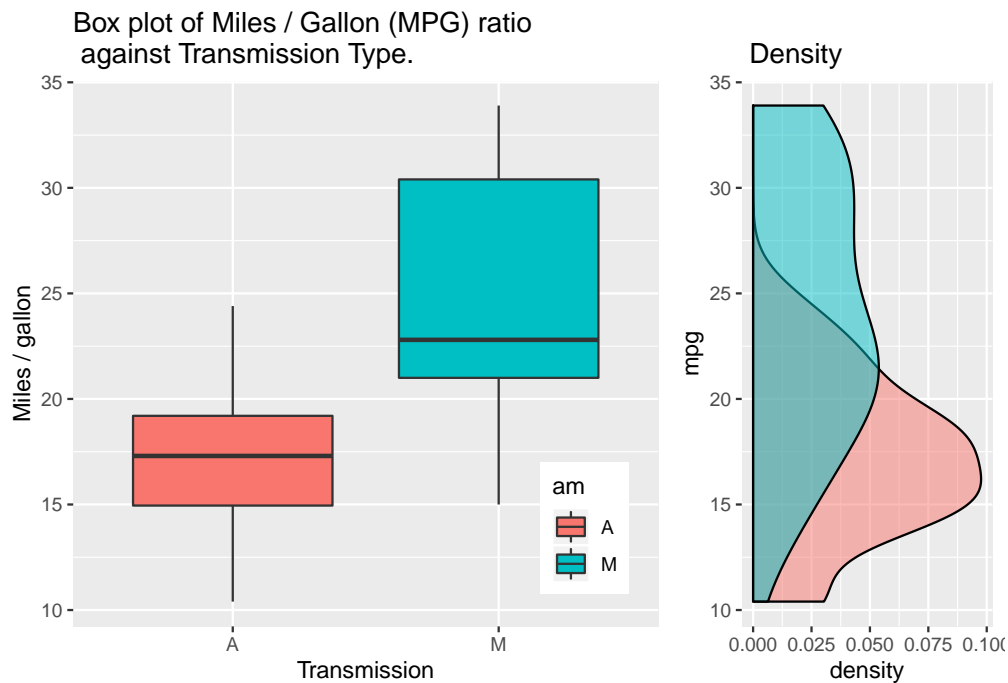 Box plot of Miles / Gallon (MPG) ratio
against Transmission Type.
35
30
25
20
15
10
Miles / gallon
A
M
Transmission
am
A
M
Density
35
30
25
20
15
10
mpg
0.000 0.025 0.050 0.075 0.100
density